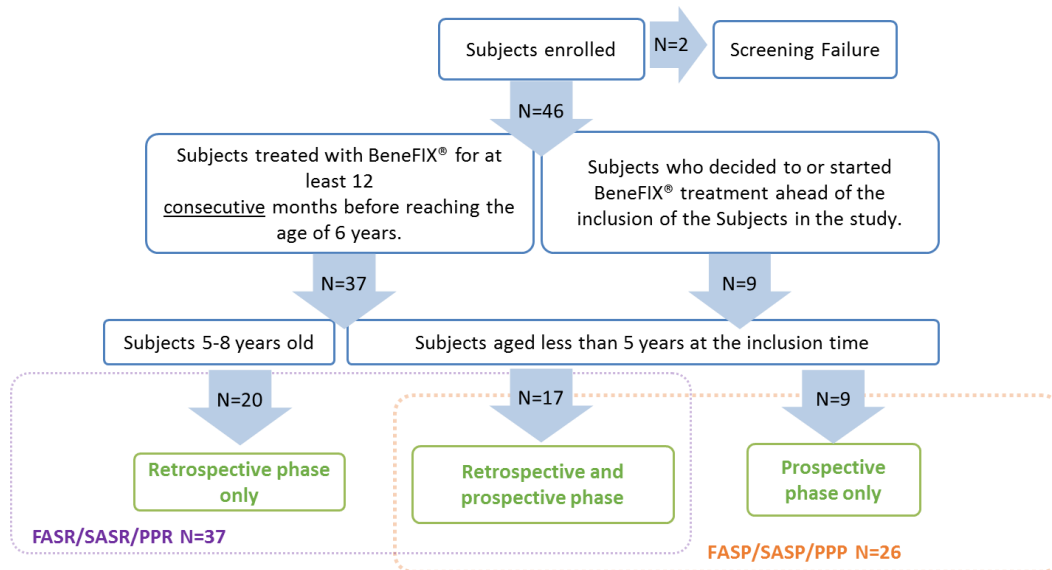 Subjects enrolled
N=2
Screening Failure
N=46
Subjects treated with BeneFIX® for at
least 12
consecutive months before reaching the
age of 6 years.
Subjects who decided to or started
BeneFIX® treatment ahead of the
inclusion of the Subjects in the study.
N=37
N=9
Subjects 5-8 years old
Subjects aged less than 5 years at the inclusion time
N=20
N=17
N=9
Retrospective phase
only
Retrospective and
prospective phase
Prospective
phase only
FASR/SASR/PPR N=37
FASP/SASP/PPP N=26